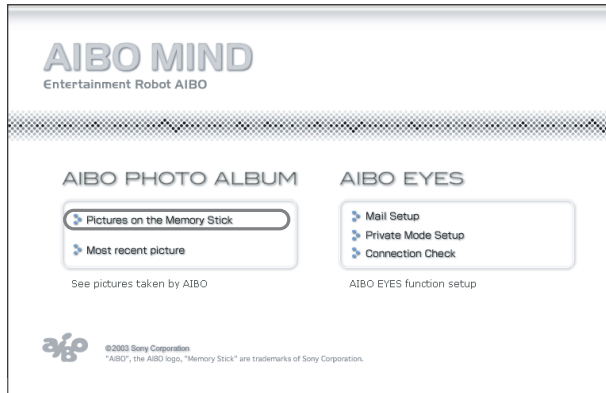 AIBO MIND
Entertainment Robot AIBO
AIBO PHOTO ALBUM
Pictures on the Memory Stick
Most recent picture
See pictures taken by AIBO
AIBO EYES
Mail Setup
Private Mode Setup
Connection Check
AIBO EYES function setup
aibo
©2003 Sony Corporation
"AIBO", the AIBO logo, "Memory Stick" are trademarks of Sony Corporation.